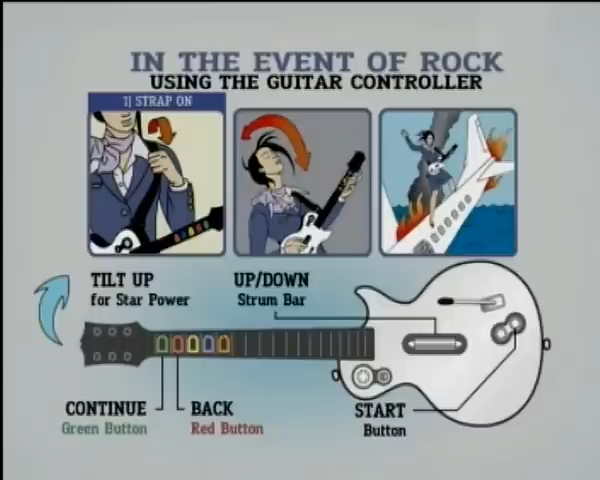 IN THE EVENT OF ROCK
USING THE GUITAR CONTROLLER
1) STRAP ON
TILT UP
for Star Power
UP/DOWN
Strum Bar
CONTINUE
Green Button
BACK
Red Button
START
Button